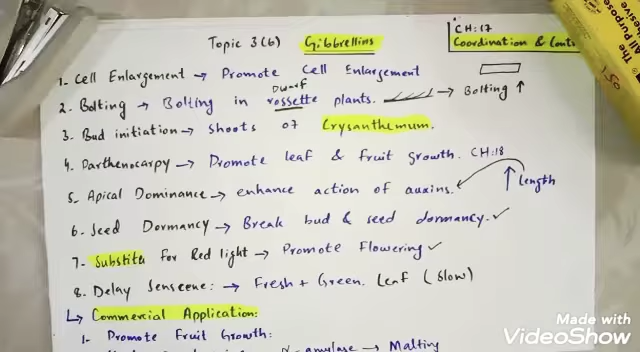 CH:17
Topic 3(b) Gibbrellins
Coordination & Cont
1- Cell Enlargement → Promote Cell Enlargement
Dwarf
2. Bolting → Bolting in rossette plants. → Bolting ↑
3. Bud initiation → Shoots of Crysanthemum.
4. Parthenocarpy → Promote leaf & fruit growth. CH:18
5. Apical Dominance → enhance action of auxins. ↑ length
6. Seed Dormancy → Break bud & seed dormancy. ✓
7- Substite for Red light → Promote Flowering ✓
8. Delay Senscene: → Fresh + Green Leaf (Slow)
↳ Commercial Application:
1- Promote Fruit Growth:
α-amylase → Malting
All Purpose
Made with
VideoShow